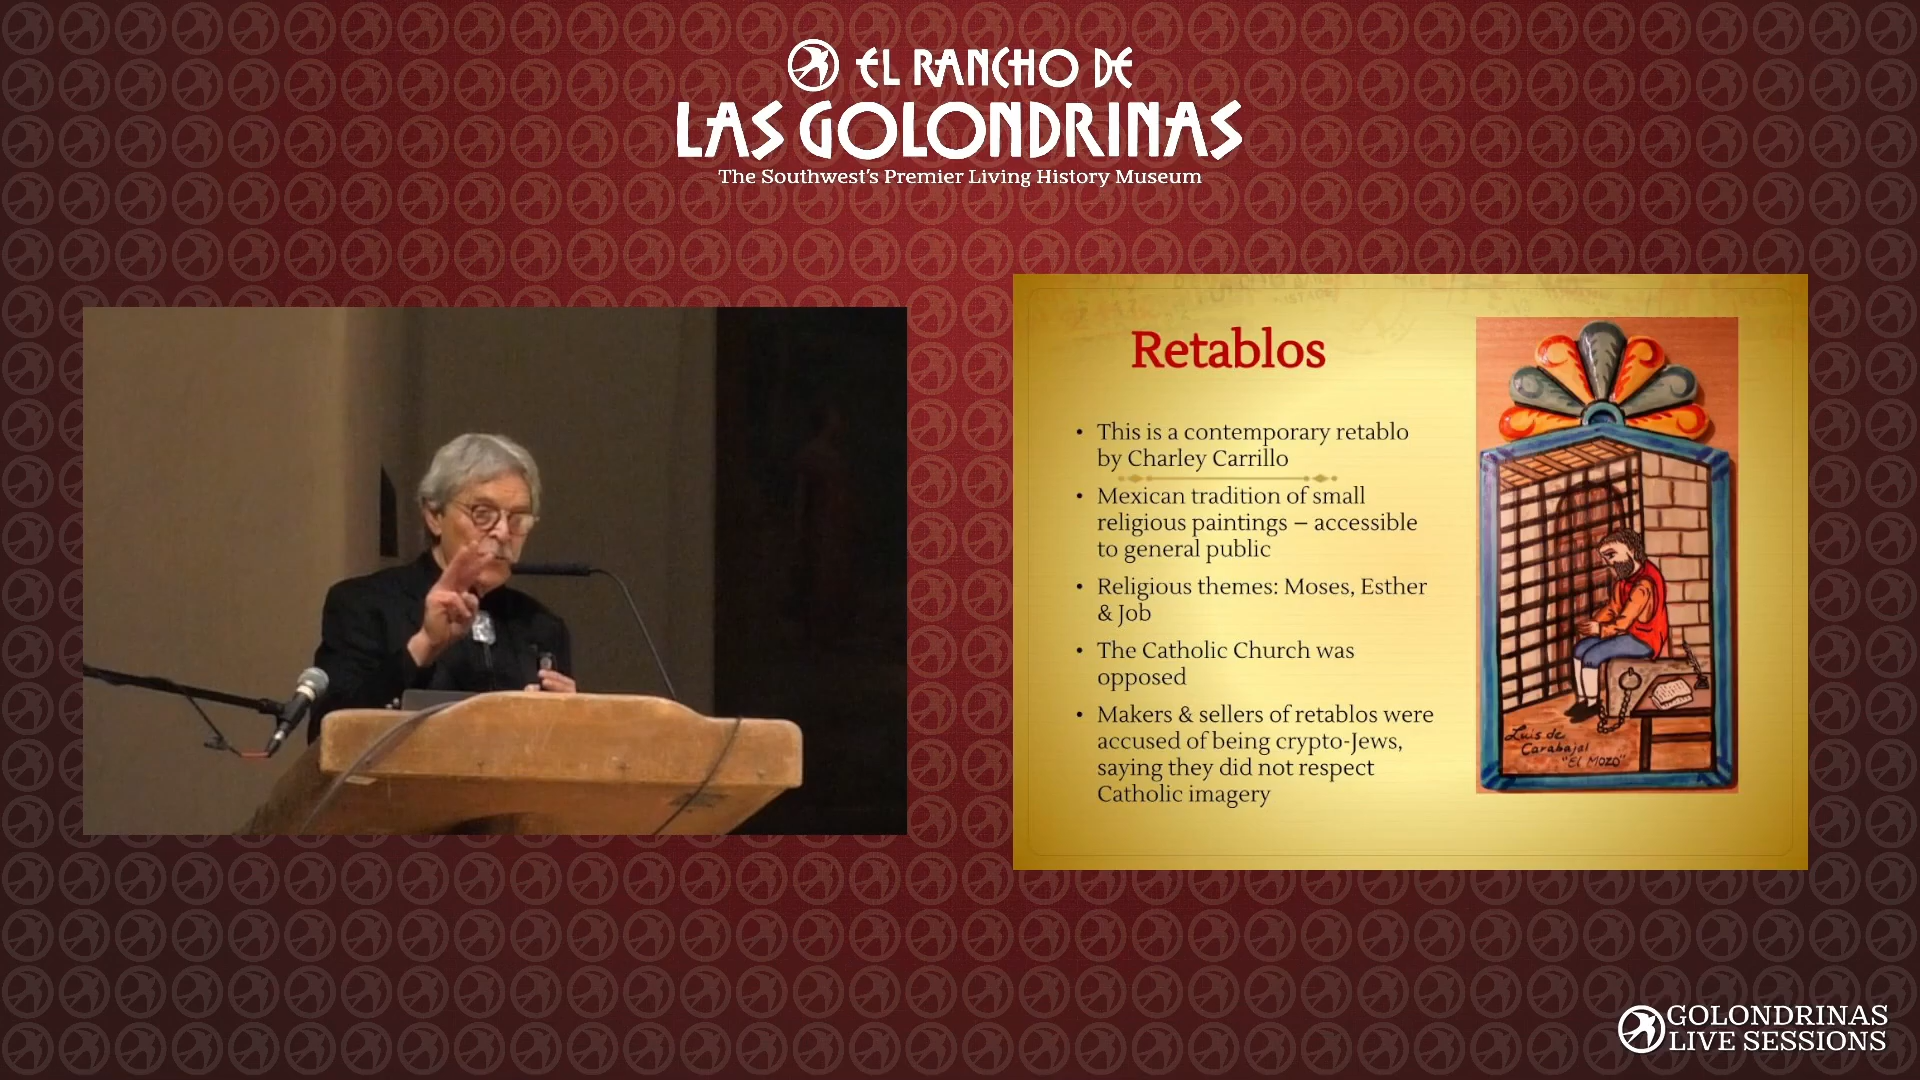 EL RANCHO DE
LAS GOLONDRINAS
The Southwest's Premier Living History Museum
Retablos
• This is a contemporary retablo
by Charley Carrillo
• Mexican tradition of small
religious paintings – accessible
to general public
• Religious themes: Moses, Esther
& Job
• The Catholic Church was
opposed
• Makers & sellers of retablos were
accused of being crypto-Jews,
saying they did not respect
Catholic imagery
Luis de
Carabajal
"El Mozo"
GOLONDRINAS
LIVE SESSIONS